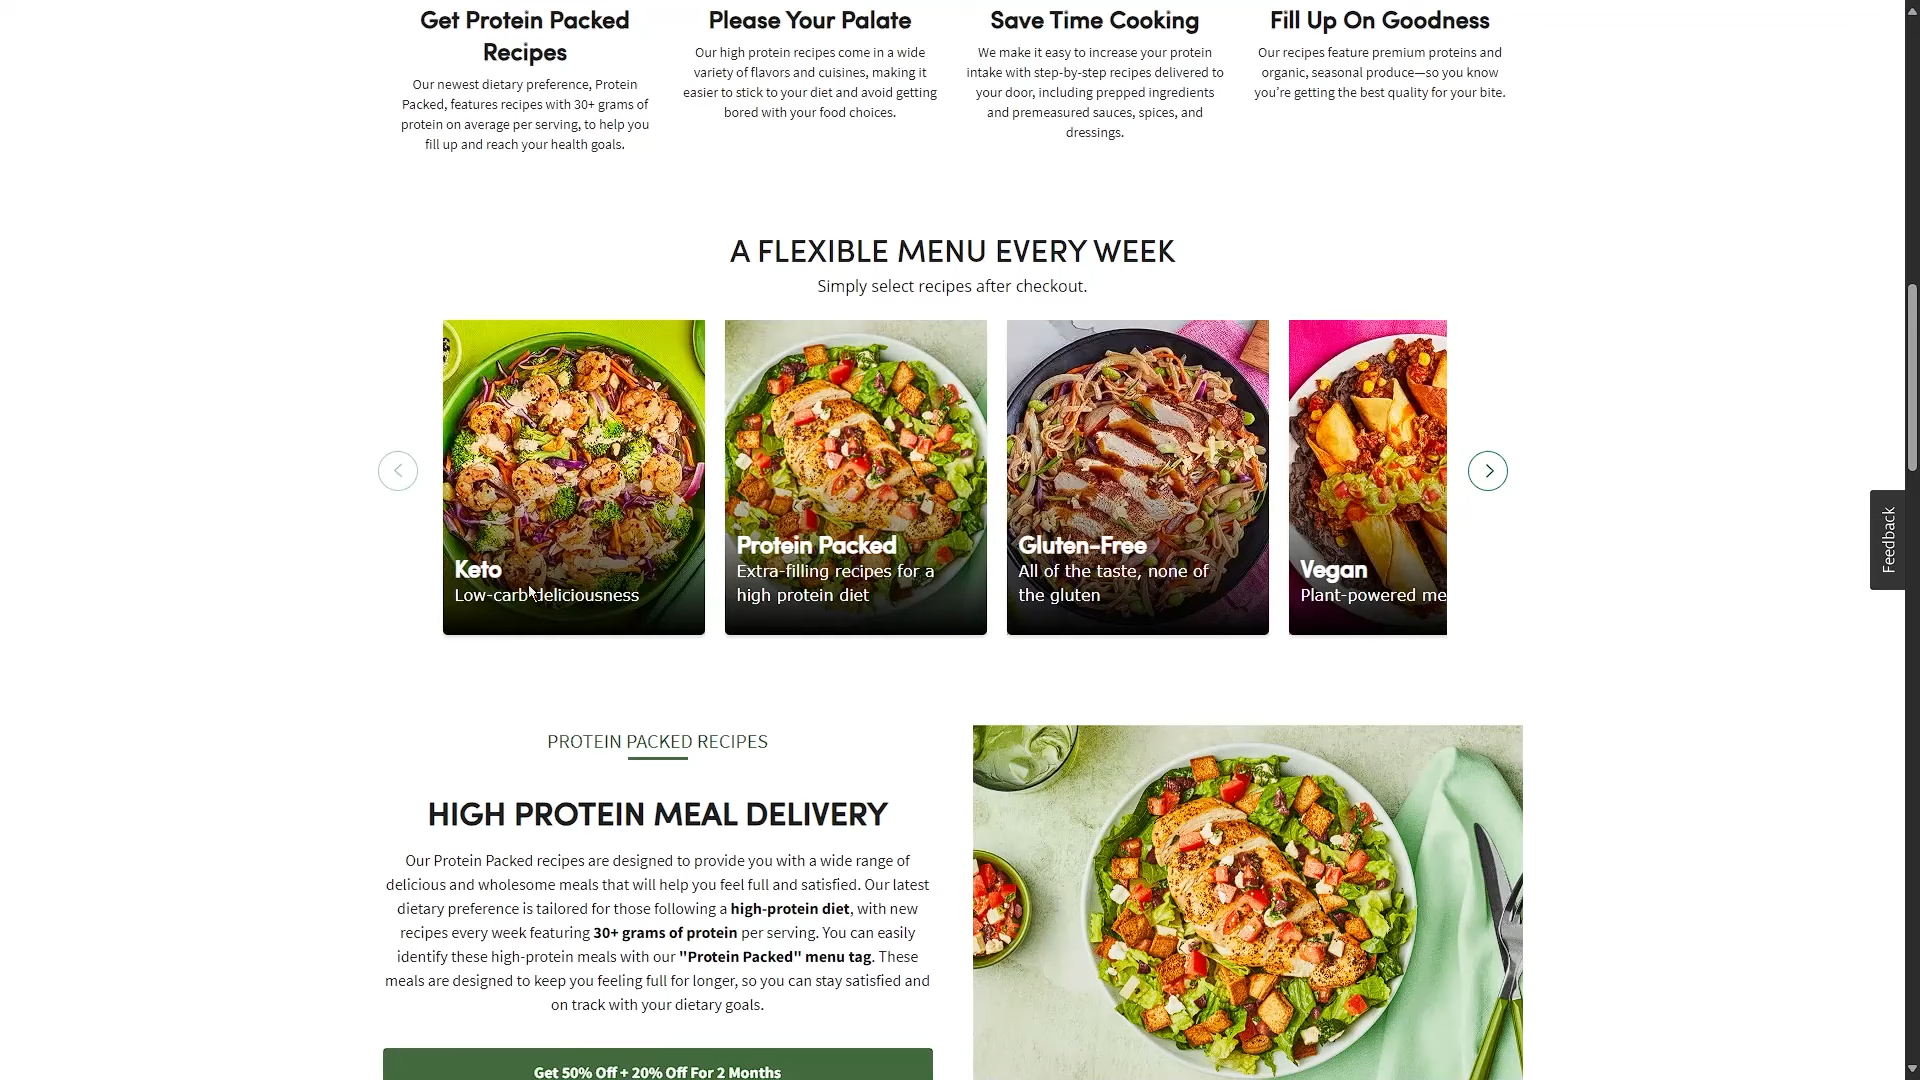 Get Protein Packed
Recipes
Our newest dietary preference, Protein
Packed, features recipes with 30+ grams of
protein on average per serving, to help you
fill up and reach your health goals.
Please Your Palate
Our high protein recipes come in a wide
variety of flavors and cuisines, making it
easier to stick to your diet and avoid getting
bored with your food choices.
Save Time Cooking
We make it easy to increase your protein
intake with step-by-step recipes delivered to
your door, including prepped ingredients
and premeasured sauces, spices, and
dressings.
Fill Up On Goodness
Our recipes feature premium proteins and
organic, seasonal produce—so you know
you’re getting the best quality for your bite.
A FLEXIBLE MENU EVERY WEEK
Simply select recipes after checkout.
Keto
Low-carb deliciousness
Protein Packed
Extra-filling recipes for a
high protein diet
Gluten-Free
All of the taste, none of
the gluten
Vegan
Plant-powered me
Feedback
PROTEIN PACKED RECIPES
HIGH PROTEIN MEAL DELIVERY
Our Protein Packed recipes are designed to provide you with a wide range of
delicious and wholesome meals that will help you feel full and satisfied. Our latest
dietary preference is tailored for those following a high-protein diet, with new
recipes every week featuring 30+ grams of protein per serving. You can easily
identify these high-protein meals with our "Protein Packed" menu tag. These
meals are designed to keep you feeling full for longer, so you can stay satisfied and
on track with your dietary goals.
Get 50% Off + 20% Off For 2 Months